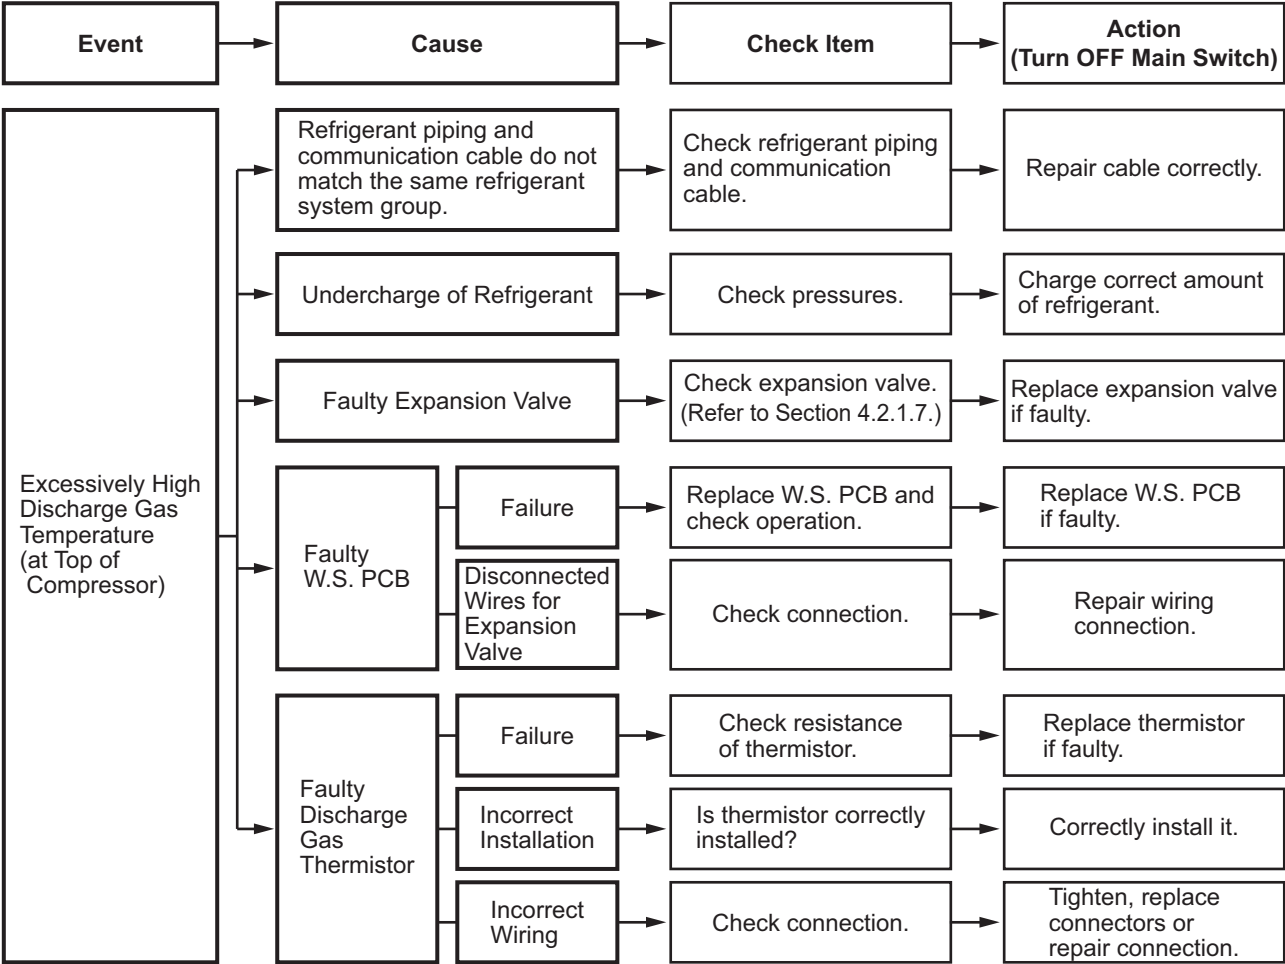 Event
Cause
Check Item
Action
(Turn OFF Main Switch)
Excessively High
Discharge Gas
Temperature
(at Top of
Compressor)
Refrigerant piping and
communication cable do not
match the same refrigerant
system group.
Check refrigerant piping
and communication
cable.
Repair cable correctly.
Undercharge of Refrigerant
Check pressures.
Charge correct amount
of refrigerant.
Faulty Expansion Valve
Check expansion valve.
(Refer to Section 4.2.1.7.)
Replace expansion valve
if faulty.
Faulty
W.S. PCB
Failure
Replace W.S. PCB and
check operation.
Replace W.S. PCB
if faulty.
Disconnected
Wires for
Expansion
Valve
Check connection.
Repair wiring
connection.
Faulty
Discharge
Gas
Thermistor
Failure
Check resistance
of thermistor.
Replace thermistor
if faulty.
Incorrect
Installation
Is thermistor correctly
installed?
Correctly install it.
Incorrect
Wiring
Check connection.
Tighten, replace
connectors or
repair connection.